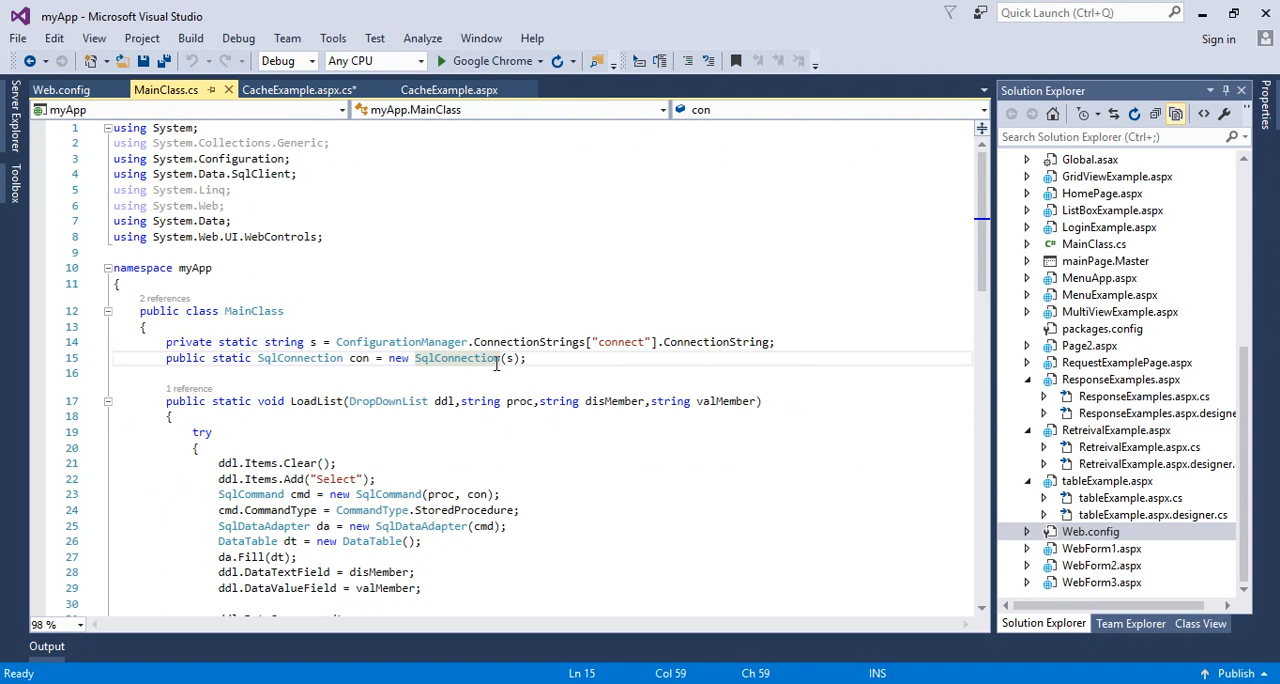 myApp - Microsoft Visual Studio
Quick Launch (Ctrl+Q)
File Edit View Project Build Debug Team Tools Test Analyze Window Help
Sign in
Debug Any CPU Google Chrome
Server Explorer
Toolbox
Web.config MainClass.cs CacheExample.aspx.cs* CacheExample.aspx
myApp myApp.MainClass con
1 using System;
2 using System.Collections.Generic;
3 using System.Configuration;
4 using System.Data.SqlClient;
5 using System.Linq;
6 using System.Web;
7 using System.Data;
8 using System.Web.UI.WebControls;
9
10 namespace myApp
11 {
2 references
12 public class MainClass
13 {
14 private static string s = ConfigurationManager.ConnectionStrings["connect"].ConnectionString;
15 public static SqlConnection con = new SqlConnection(s);
16
1 reference
17 public static void LoadList(DropDownList ddl,string proc,string disMember,string valMember)
18 {
19 try
20 {
21 ddl.Items.Clear();
22 ddl.Items.Add("Select");
23 SqlCommand cmd = new SqlCommand(proc, con);
24 cmd.CommandType = CommandType.StoredProcedure;
25 SqlDataAdapter da = new SqlDataAdapter(cmd);
26 DataTable dt = new DataTable();
27 da.Fill(dt);
28 ddl.DataTextField = disMember;
29 ddl.DataValueField = valMember;
30
98 %
Solution Explorer
Search Solution Explorer (Ctrl+;)
Global.asax
GridViewExample.aspx
HomePage.aspx
ListBoxExample.aspx
LoginExample.aspx
C# MainClass.cs
mainPage.Master
MenuApp.aspx
MenuExample.aspx
MultiViewExample.aspx
packages.config
Page2.aspx
RequestExamplePage.aspx
ResponseExamples.aspx
ResponseExamples.aspx.cs
ResponseExamples.aspx.designe
RetreivalExample.aspx
RetreivalExample.aspx.cs
RetreivalExample.aspx.designer.
tableExample.aspx
tableExample.aspx.cs
tableExample.aspx.designer.cs
Web.config
WebForm1.aspx
WebForm2.aspx
WebForm3.aspx
Solution Explorer Team Explorer Class View
Properties
Output
Ready Ln 15 Col 59 Ch 59 INS Publish